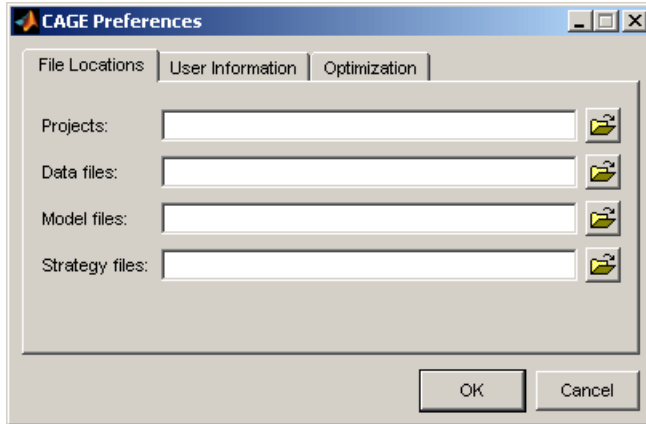 CAGE Preferences
File Locations User Information Optimization
Projects:
Data files:
Model files:
Strategy files:
OK Cancel